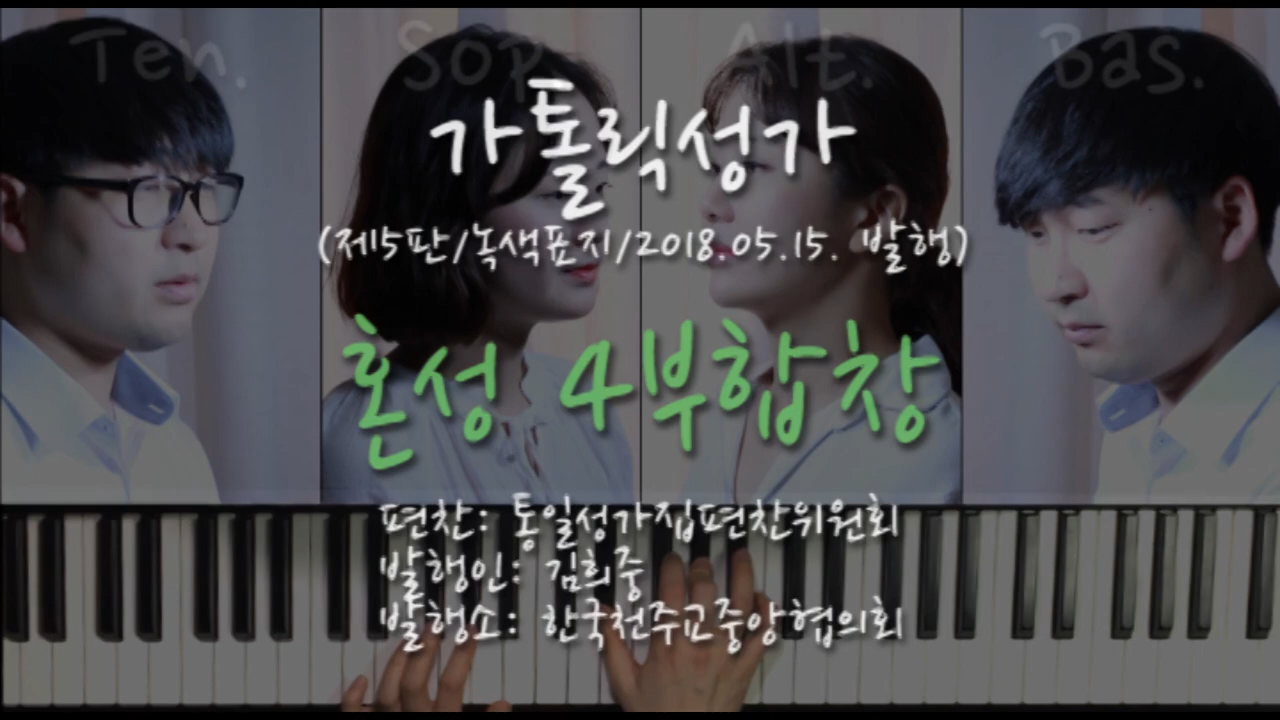 Ten. Sop. Alt. Bas.
가톨릭성가
(제5판/녹색표지/2018.05.15. 발행)
혼성 4부합창
편찬: 통일성가집편찬위원회
발행인: 김희중
발행소: 한국천주교중앙협의회